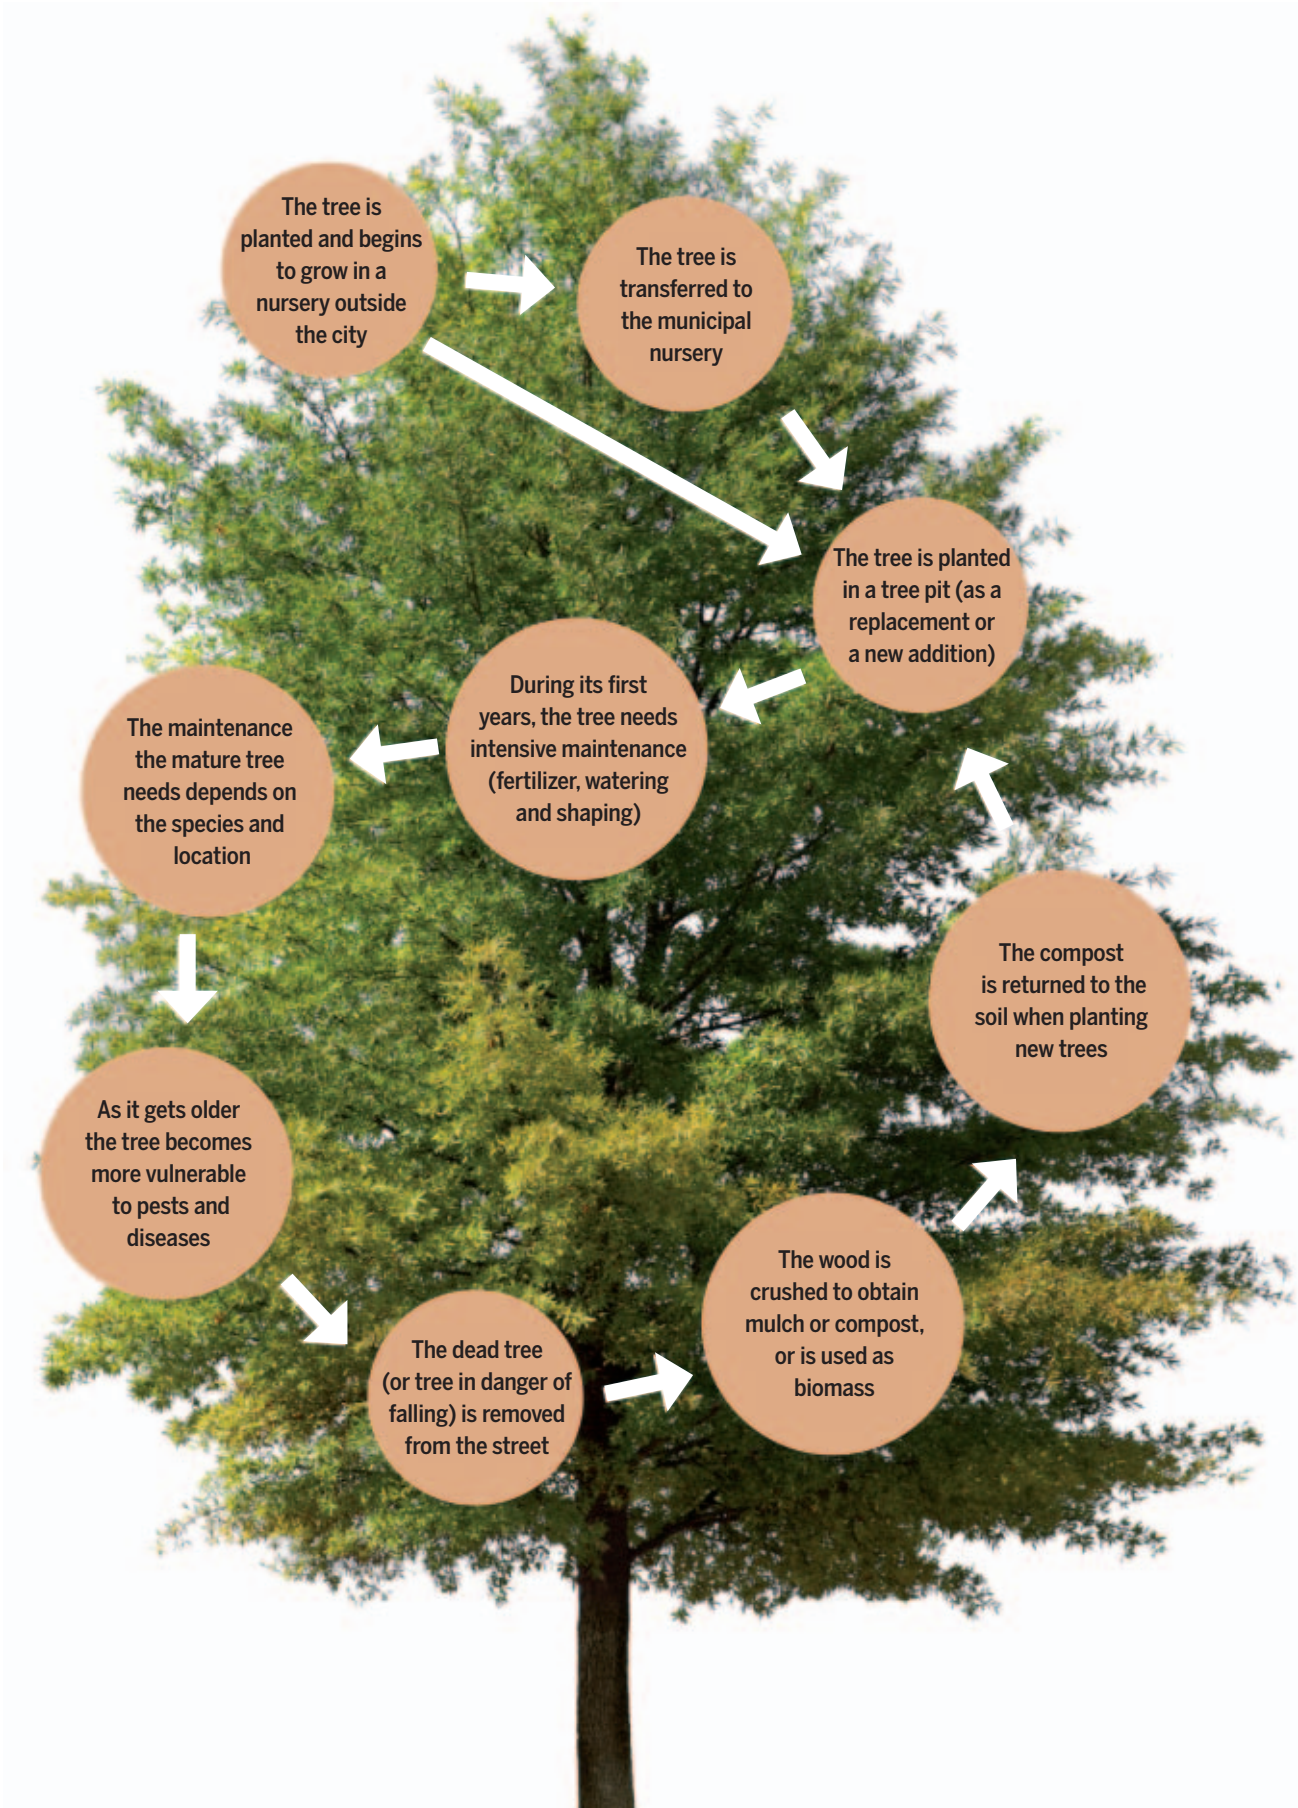 The tree is
planted and begins
to grow in a
nursery outside
the city
The tree is
transferred to
the municipal
nursery
The tree is planted
in a tree pit (as a
replacement or
a new addition)
During its first
years, the tree needs
intensive maintenance
(fertilizer, watering
and shaping)
The maintenance
the mature tree
needs depends on
the species and
location
As it gets older
the tree becomes
more vulnerable
to pests and
diseases
The dead tree
(or tree in danger of
falling) is removed
from the street
The wood is
crushed to obtain
mulch or compost,
or is used as
biomass
The compost
is returned to the
soil when planting
new trees